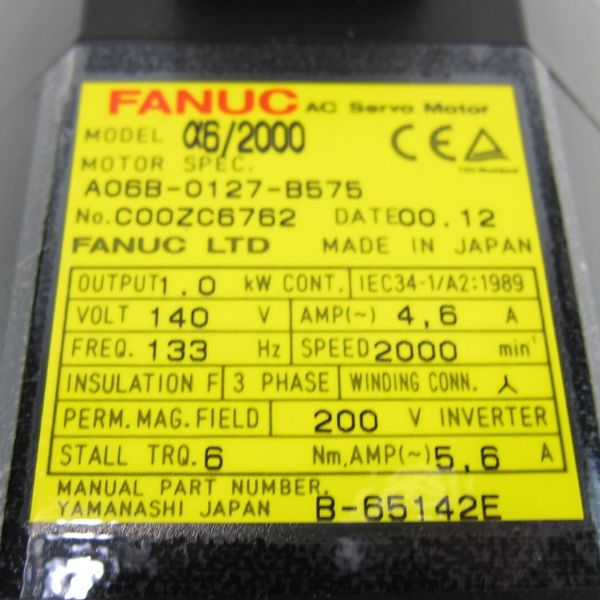 FANUC AC Servo Motor
MODEL α6/2000
MOTOR SPEC.
A06B-0127-B575
No. C00ZC6762 DATE 00.12
FANUC LTD MADE IN JAPAN
OUTPUT 1.0 kW CONT. IEC34-1/A2:1989
VOLT 140 V AMP(~) 4,6 A
FREQ. 133 Hz SPEED 2000 min⁻¹
INSULATION F 3 PHASE WINDING CONN. 人
PERM. MAG. FIELD 200 V INVERTER
STALL TRQ. 6 Nm, AMP(~) 5,6 A
MANUAL PART NUMBER,
YAMANASHI JAPAN B-65142E